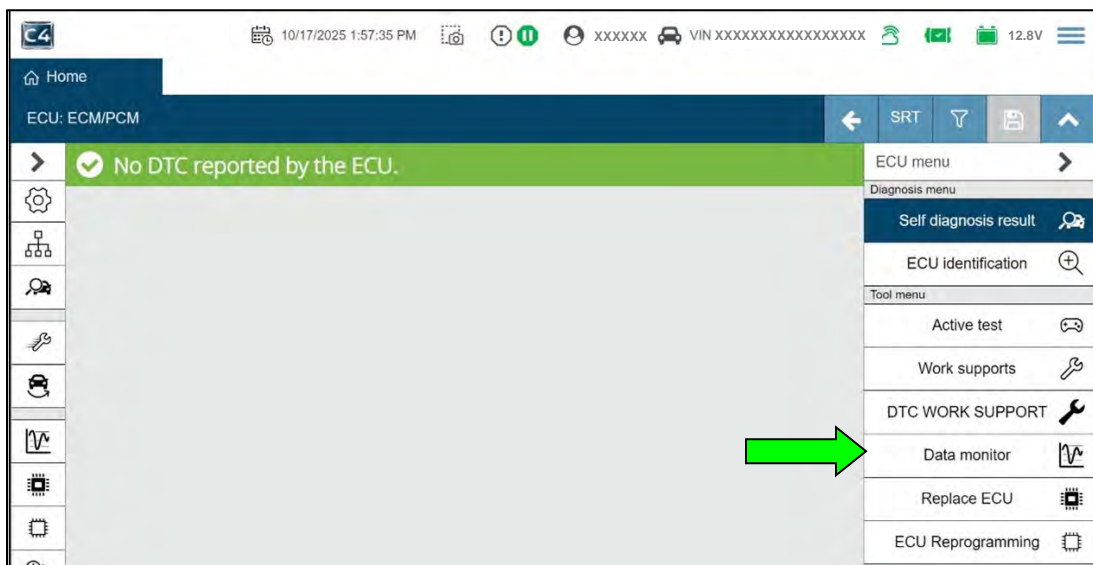 C4
10/17/2025 1:57:35 PM
XXXXXX
VIN XXXXXXXXXXXXXXXXX
12.8V
Home
ECU: ECM/PCM
SRT
No DTC reported by the ECU.
ECU menu
Diagnosis menu
Self diagnosis result
ECU identification
Tool menu
Active test
Work supports
DTC WORK SUPPORT
Data monitor
Replace ECU
ECU Reprogramming